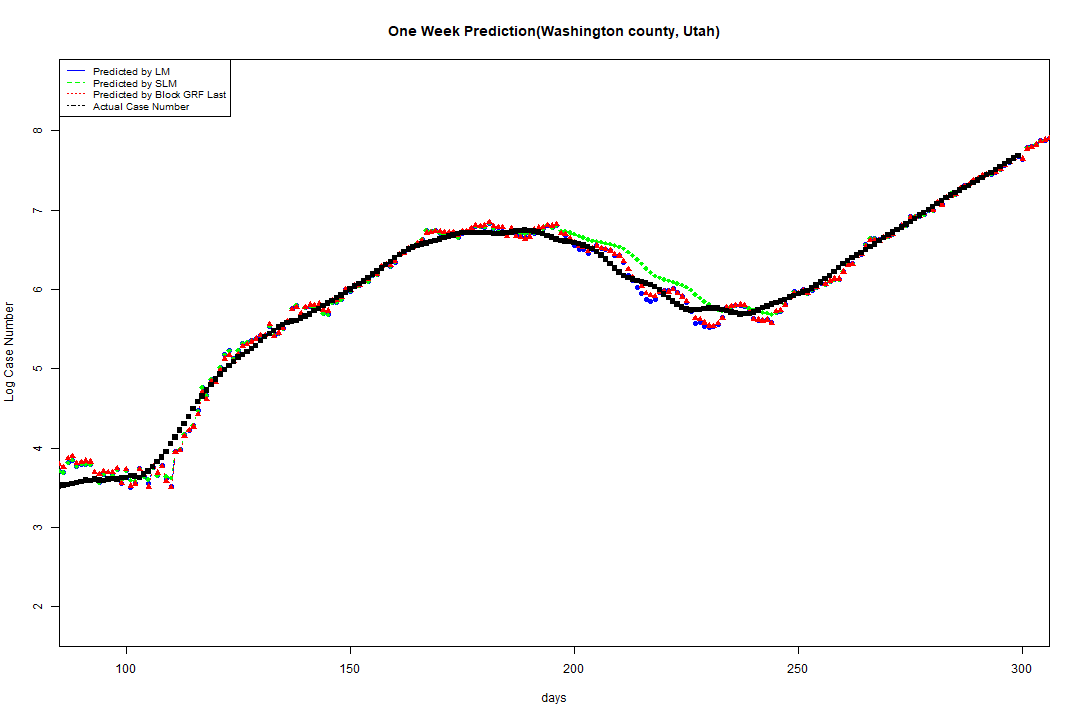 One Week Prediction(Washington county, Utah)
Predicted by LM
Predicted by SLM
Predicted by Block GRF Last
Actual Case Number
Log Case Number
8
7
6
5
4
3
2
100 150 200 250 300
days